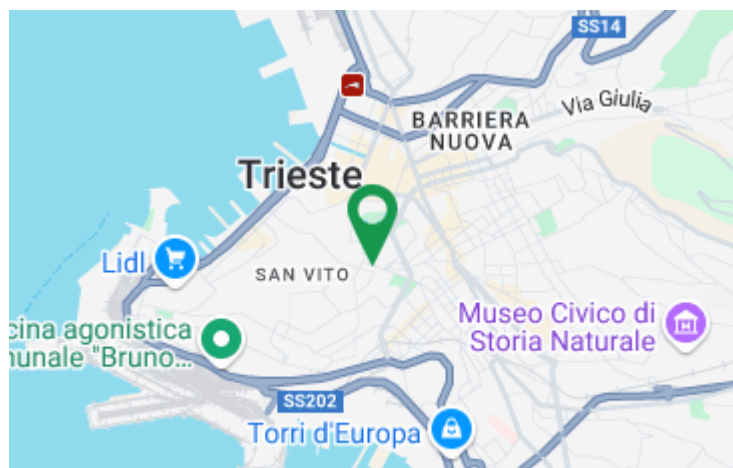 SS14
Via Giulia
BARRIERA
NUOVA
Trieste
Lidl
SAN VITO
cina agonistica
nunale "Bruno...
Museo Civico di
Storia Naturale
SS202
Torri d'Europa